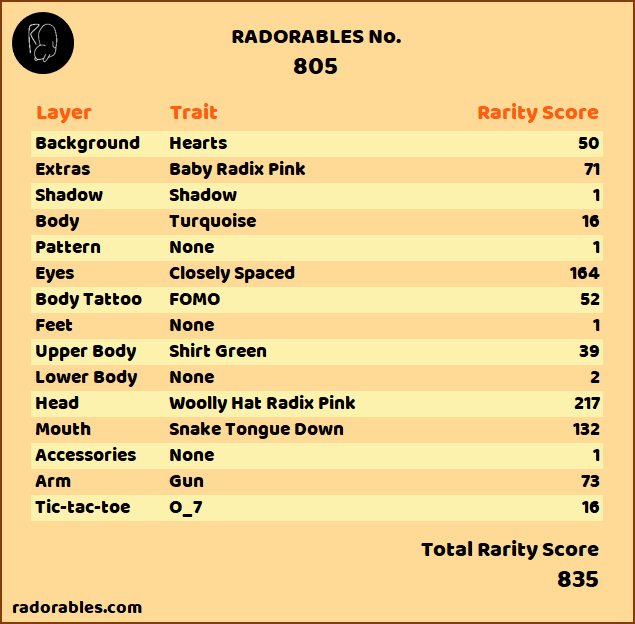 RADORABLES No.
805
Layer Trait Rarity Score
Background Hearts 50
Extras Baby Radix Pink 71
Shadow Shadow 1
Body Turquoise 16
Pattern None 1
Eyes Closely Spaced 164
Body Tattoo FOMO 52
Feet None 1
Upper Body Shirt Green 39
Lower Body None 2
Head Woolly Hat Radix Pink 217
Mouth Snake Tongue Down 132
Accessories None 1
Arm Gun 73
Tic-tac-toe O_7 16
Total Rarity Score
835
radorables.com